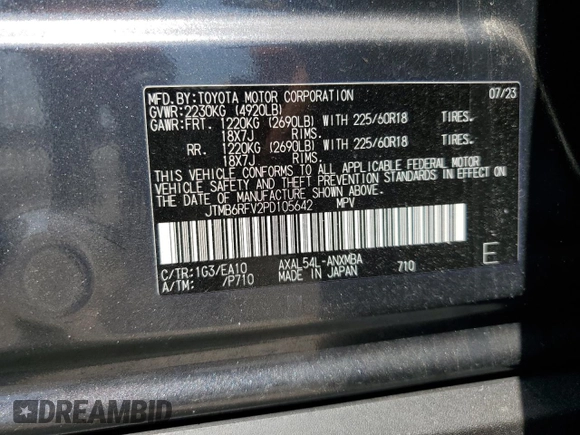 MFD.BY:TOYOTA MOTOR CORPORATION 07/23
GVWR:2230KG (4920LB)
GAWR:FRT. 1220KG (2690LB) WITH 225/60R18 TIRES.
18X7J RIMS.
RR. 1220KG (2690LB) WITH 225/60R18 TIRES.
18X7J RIMS.
THIS VEHICLE CONFORMS TO ALL APPLICABLE FEDERAL MOTOR
VEHICLE SAFETY AND THEFT PREVENTION STANDARDS IN EFFECT ON
THE DATE OF MANUFACTURE SHOWN ABOVE.
JTMB6RFV2PD105642 MPV
C/TR:1G3/EA10 AXAL54L-ANXMBA E
A/TM: /P710 MADE IN JAPAN 710
DREAMBID